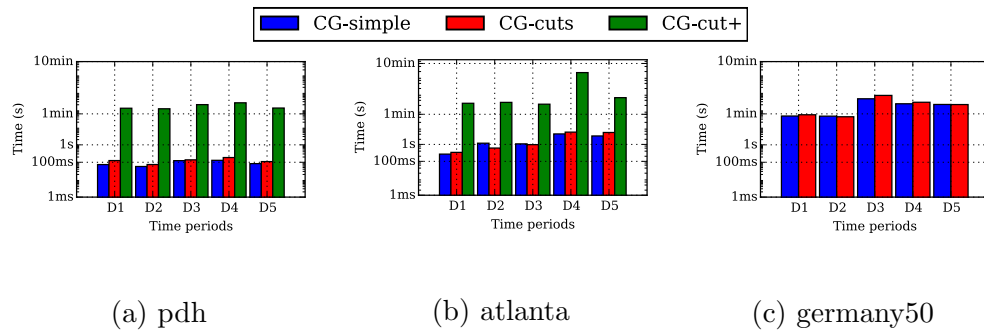 CG-simple CG-cuts CG-cut+
10min
1min
1s
100ms
1ms
Time (s)
D1 D2 D3 D4 D5
Time periods
(a) pdh
10min
1min
1s
100ms
1ms
Time (s)
D1 D2 D3 D4 D5
Time periods
(b) atlanta
10min
1min
1s
100ms
1ms
Time (s)
D1 D2 D3 D4 D5
Time periods
(c) germany50